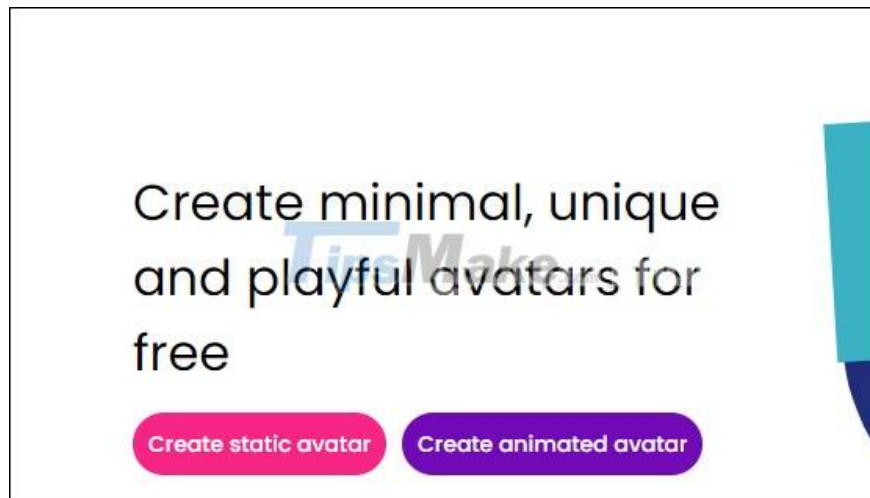 Create minimal, unique
and playful avatars for
free
TipsMake
Create static avatar
Create animated avatar